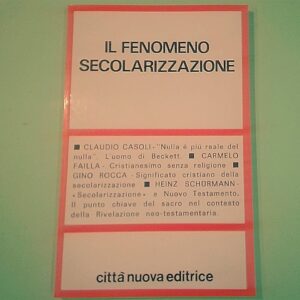 IL FENOMENO
SECOLARIZZAZIONE
■ CLAUDIO CASOLI - "Nulla è più reale del
nulla". L'uomo di Beckett. ■ CARMELO
FAILLA - Cristianesimo senza religione ■
GINO ROCCA - Significato cristiano della
secolarizzazione ■ HEINZ SCHÜRMANN -
«Secolarizzazione» e Nuovo Testamento.
Il punto chiave del sacro nel contesto
della Rivelazione neo-testamentaria.
città nuova editrice